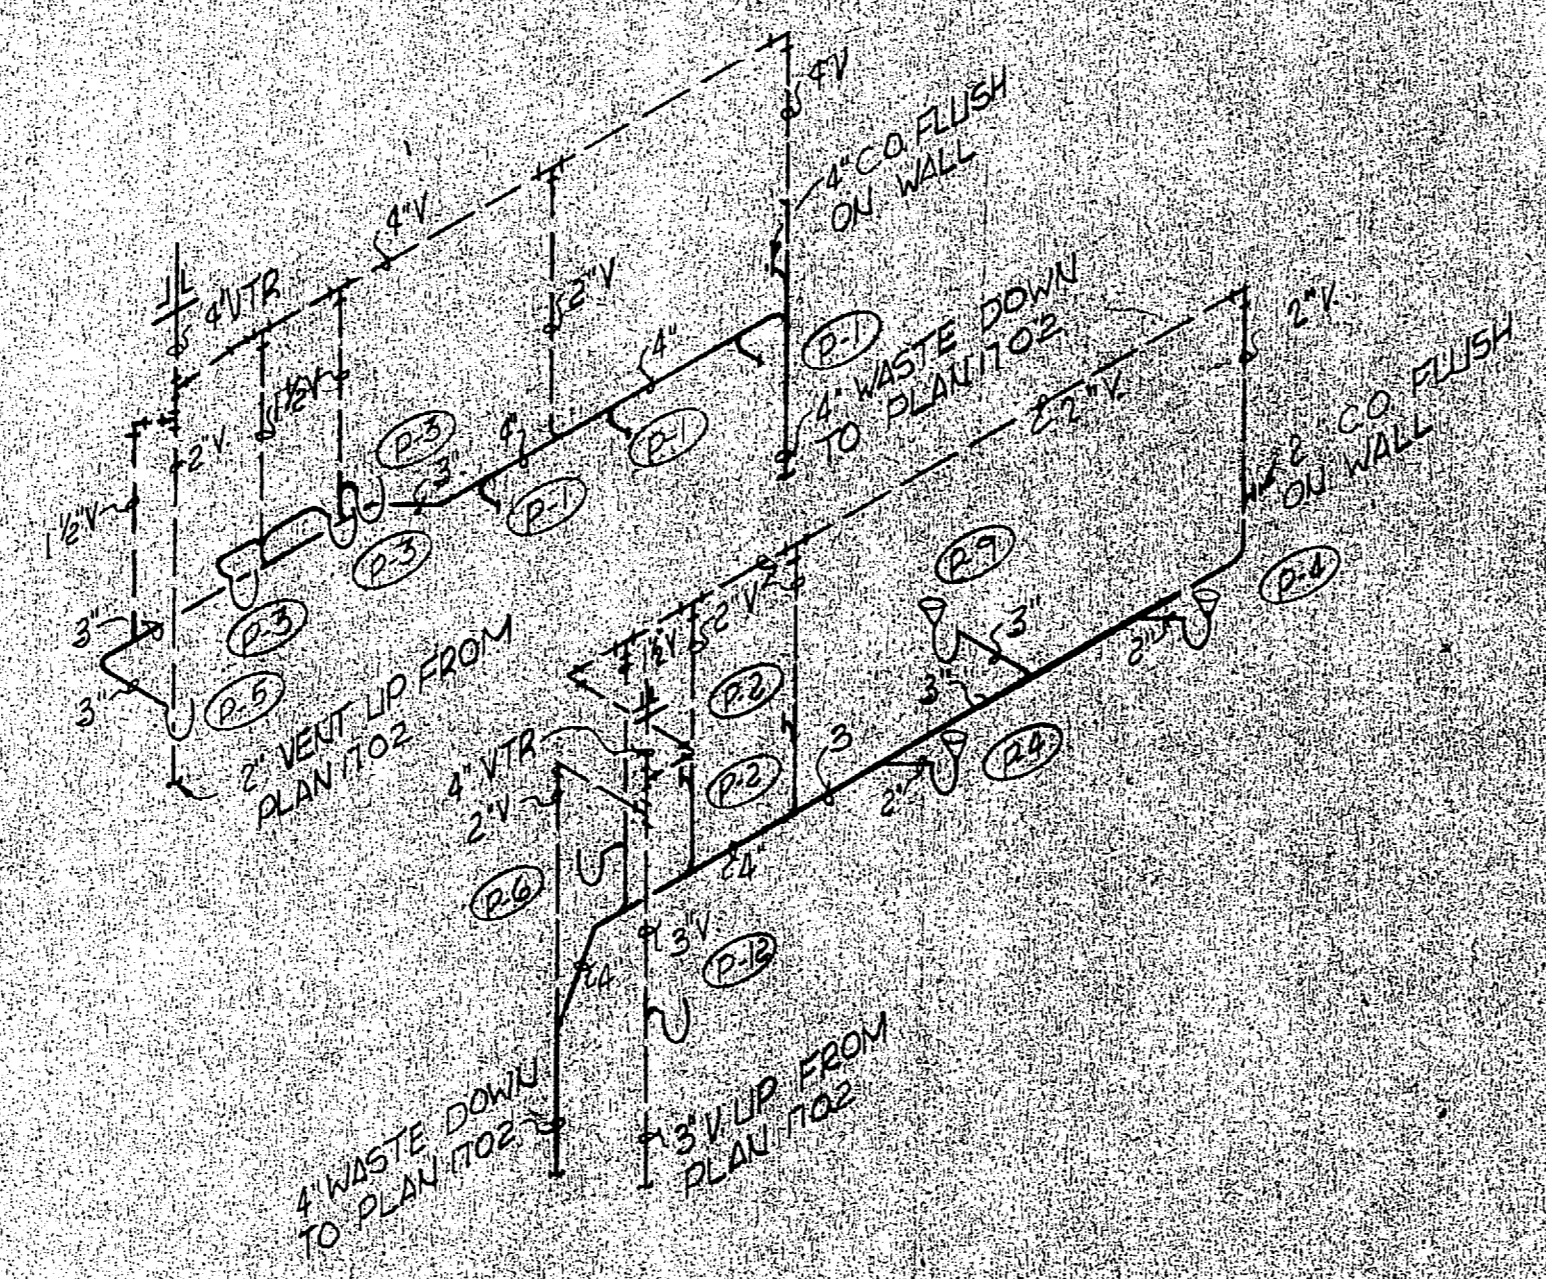 4"V
4" C.O. FLUSH
ON WALL
4"V.
4"VTR
2"V
4"
P-1
4" WASTE DOWN
TO PLAN 1702
2"V.
1½"V
P-3
4"
P-1
2"V.
3"
P-1
2"V.
C.O. FLUSH
2
ON WALL
1½"V
P-3
P-9
P-4
3"
P-3
3"
2"
3"
P-5
2" VENT UP FROM
PLAN 1702
1½"V
2"V
2
P-2
3"
P-4
4" VTR
P-2
3
2"
2"V
4"
P-6
3"V
P-12
4
4" WASTE DOWN
TO PLAN 1702
3"V. UP FROM
PLAN 1702